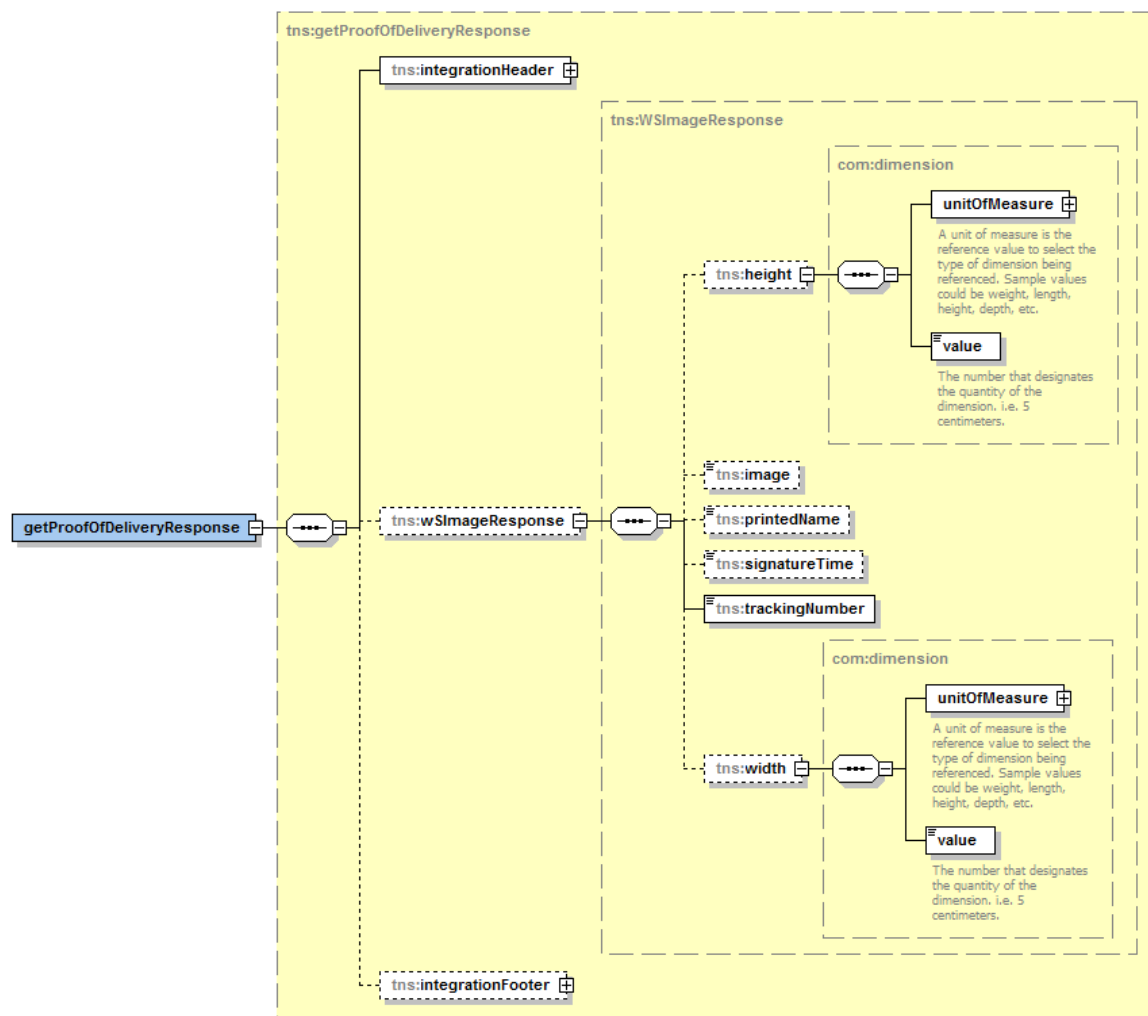 tns:getProofOfDeliveryResponse
tns:integrationHeader
tns:WSImageResponse
com:dimension
unitOfMeasure
A unit of measure is the
reference value to select the
type of dimension being
referenced. Sample values
could be weight, length,
height, depth, etc.
tns:height
value
The number that designates
the quantity of the
dimension. i.e. 5
centimeters.
tns:image
getProofOfDeliveryResponse
tns:wSImageResponse
tns:printedName
tns:signatureTime
tns:trackingNumber
com:dimension
unitOfMeasure
A unit of measure is the
reference value to select the
type of dimension being
referenced. Sample values
could be weight, length,
height, depth, etc.
tns:width
value
The number that designates
the quantity of the
dimension. i.e. 5
centimeters.
tns:integrationFooter